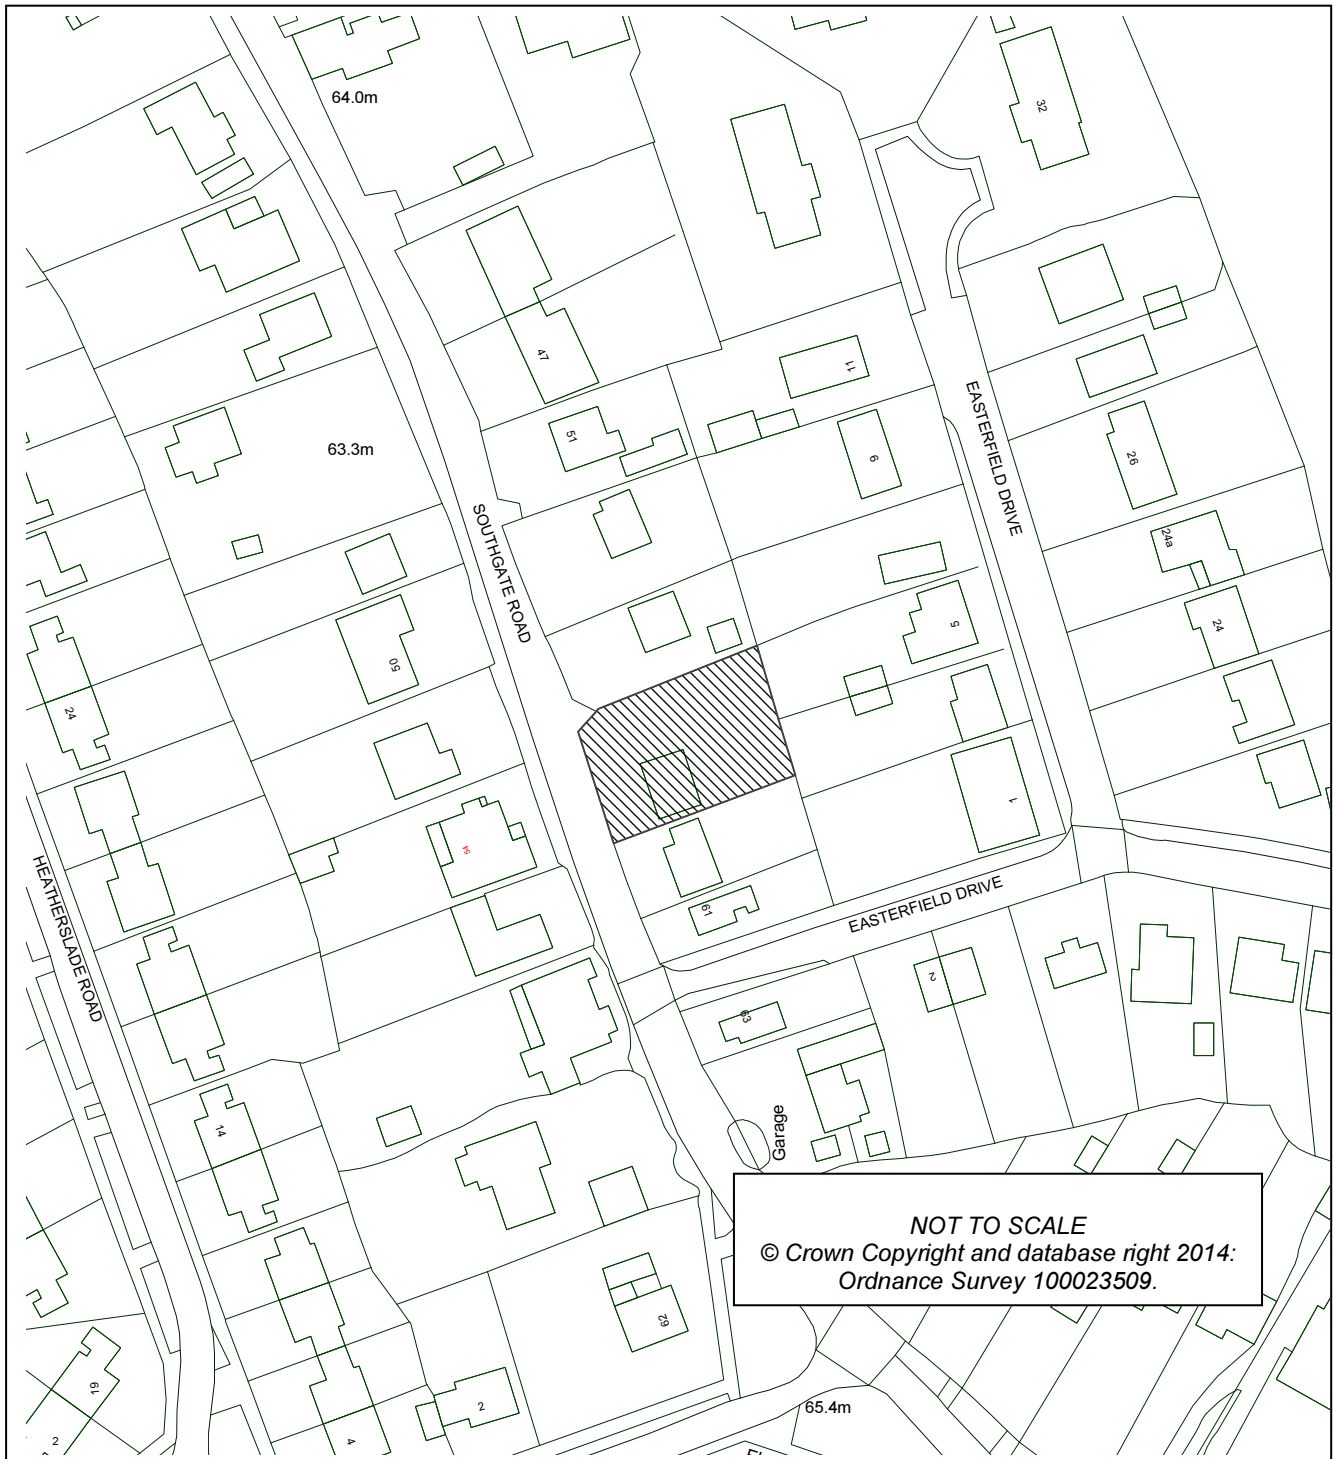 64.0m
32
47
11
51
63.3m
9
26
EASTERFIELD DRIVE
SOUTHGATE ROAD
24a
5
24
50
24
1
54
HEATHERSLADE ROAD
61
EASTERFIELD DRIVE
2
63
14
Garage
NOT TO SCALE
© Crown Copyright and database right 2014:
Ordnance Survey 100023509.
62
19
2
65.4m
2
4